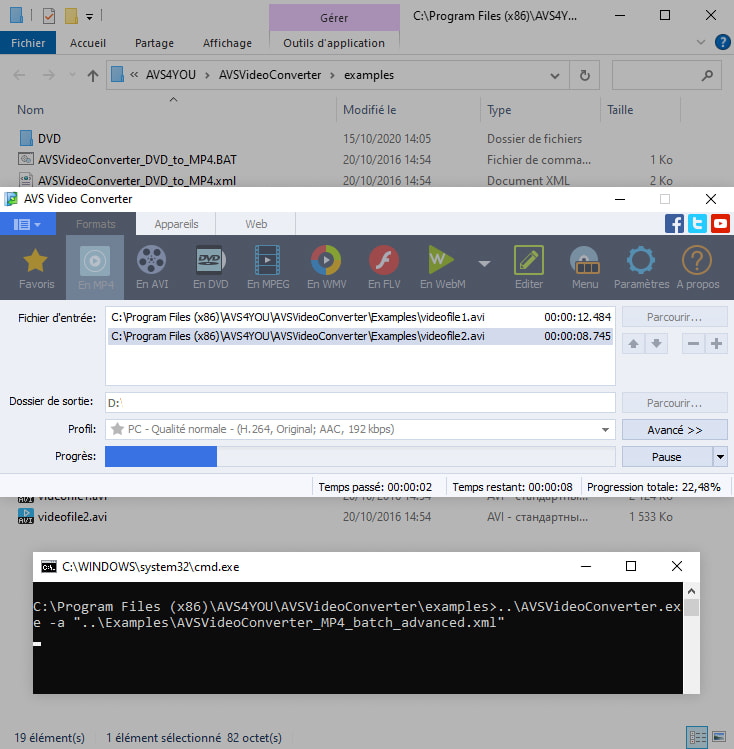 Gérer
C:\Program Files (x86)\AVS4Y...
Fichier Accueil Partage Affichage Outils d'application
« AVS4YOU > AVSVideoConverter > examples
Nom Modifié le Type Taille
DVD 15/10/2020 14:05 Dossier de fichiers
AVSVideoConverter_DVD_to_MP4.BAT 20/10/2016 14:54 Fichier de comma... 1 Ko
AVSVideoConverter_DVD_to_MP4.xml 20/10/2016 14:54 Document XML 2 Ko
AVS Video Converter
Formats Appareils Web
Favoris En MP4 En AVI En DVD En MPEG En WMV En FLV En WebM Editer Menu Paramètres A propos
Fichier d'entrée: C:\Program Files (x86)\AVS4YOU\AVSVideoConverter\Examples\videofile1.avi 00:00:12.484 Parcourir...
C:\Program Files (x86)\AVS4YOU\AVSVideoConverter\Examples\videofile2.avi 00:00:08.745
Dossier de sortie: D:\ Parcourir...
Profil: PC - Qualité normale - (H.264, Original; AAC, 192 kbps) Avancé >>
Progrès: Pause
Temps passé: 00:00:02 Temps restant: 00:00:08 Progression totale: 22,48%
videofile1.avi 20/10/2016 14:54 AVI - стандартны... 2 124 Ko
videofile2.avi 20/10/2016 14:54 AVI - стандартны... 1 533 Ko
C:\WINDOWS\system32\cmd.exe
C:\Program Files (x86)\AVS4YOU\AVSVideoConverter\examples>..\AVSVideoConverter.ex
e -a "..\Examples\AVSVideoConverter_MP4_batch_advanced.xml"
19 élément(s) 1 élément sélectionné 82 octet(s)